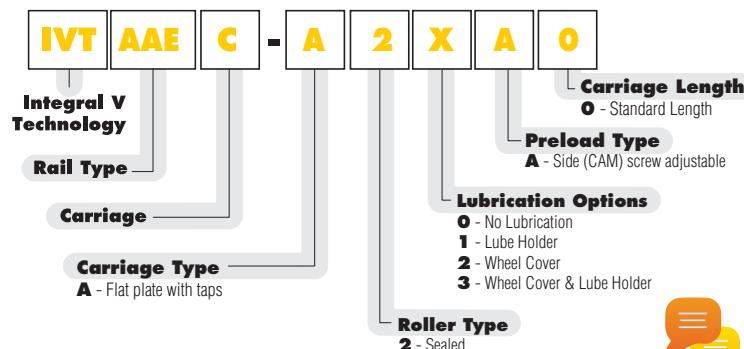 IVT AAE C - A 2 X A 0
Carriage Length
0 - Standard Length
Integral V
Technology
Preload Type
A - Side (CAM) screw adjustable
Rail Type
Lubrication Options
0 - No Lubrication
1 - Lube Holder
2 - Wheel Cover
3 - Wheel Cover & Lube Holder
Carriage
Carriage Type
A - Flat plate with taps
Roller Type
2 - Sealed